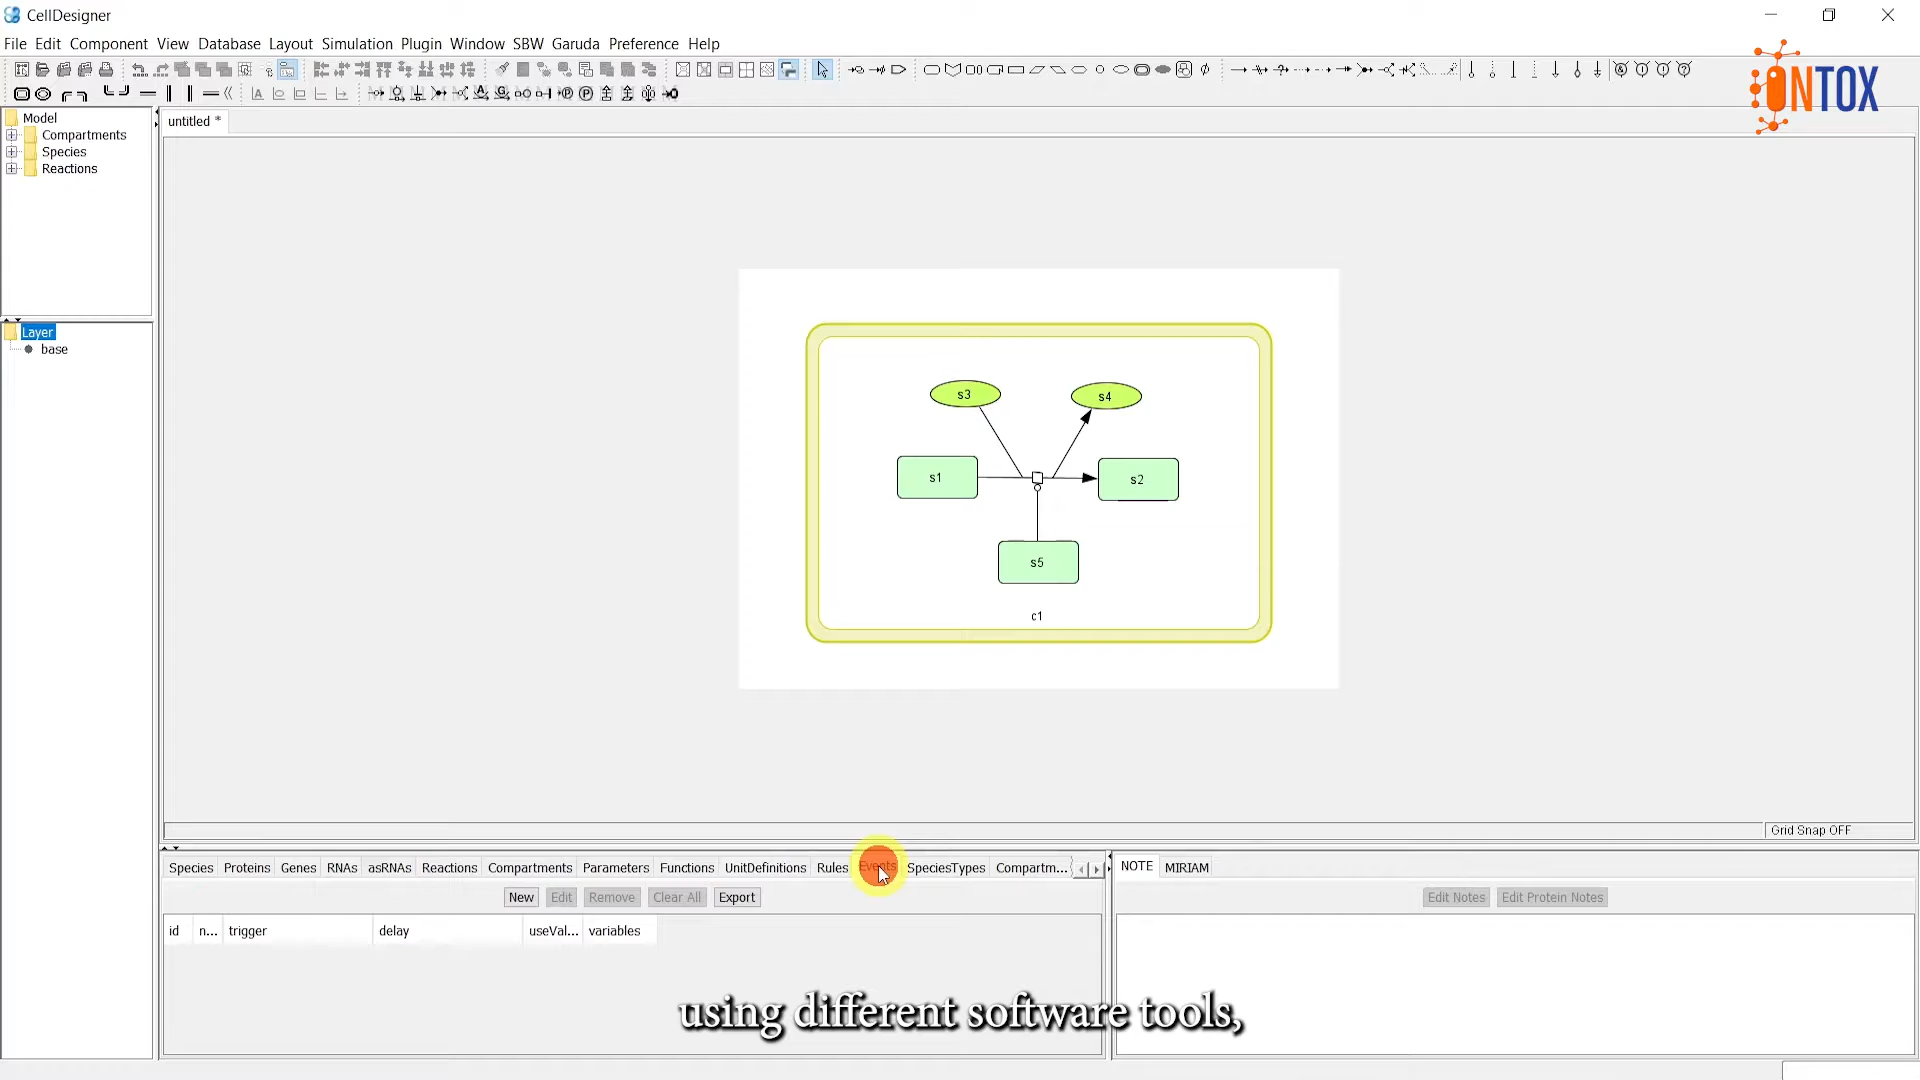 CellDesigner
File Edit Component View Database Layout Simulation Plugin Window SBW Garuda Preference Help
ONTOX
Model
Compartments
Species
Reactions
untitled *
Layer
base
s3
s4
s1
s2
s5
c1
Grid Snap OFF
Species Proteins Genes RNAs asRNAs Reactions Compartments Parameters Functions UnitDefinitions Rules Events SpeciesTypes Compartm...
NOTE MIRIAM
New Edit Remove Clear All Export
Edit Notes Edit Protein Notes
id n... trigger delay useVal... variables
using different software tools,